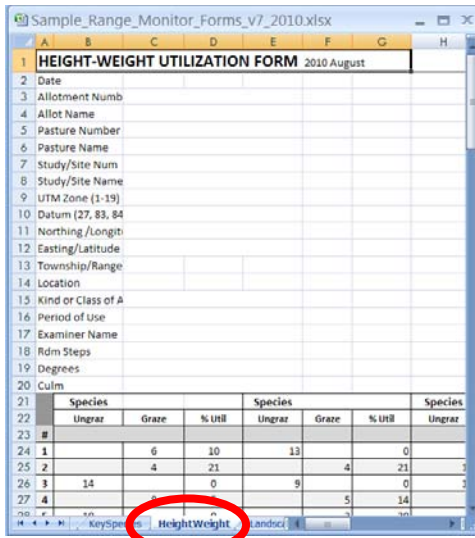 Sample_Range_Monitor_Forms_v7_2010.xlsx
A B C D E F G H
1 HEIGHT-WEIGHT UTILIZATION FORM 2010 August
2 Date
3 Allotment Numb
4 Allot Name
5 Pasture Number
6 Pasture Name
7 Study/Site Num
8 Study/Site Name
9 UTM Zone (1-19)
10 Datum (27, 83, 84
11 Northing /Longit
12 Easting/Latitude
13 Township/Range
14 Location
15 Kind or Class of A
16 Period of Use
17 Examiner Name
18 Rdm Steps
19 Degrees
20 Culm
21 Species Species Species
22 Ungraz Graze % Util Ungraz Graze % Util Ungraz
23 #
24 1 6 10 13 0
25 2 4 21 4 21 1
26 3 14 0 9 0 1
27 4 5 14
KeySpecies HeightWeight Landsca